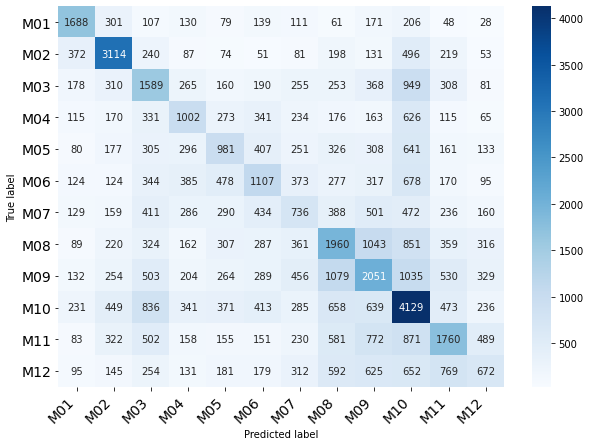 M01 1688 301 107 130 79 139 111 61 171 206 48 28
M02 372 3114 240 87 74 51 81 198 131 496 219 53
M03 178 310 1589 265 160 190 255 253 368 949 308 81
M04 115 170 331 1002 273 341 234 176 163 626 115 65
M05 80 177 305 296 981 407 251 326 308 641 161 133
M06 124 124 344 385 478 1107 373 277 317 678 170 95
M07 129 159 411 286 290 434 736 388 501 472 236 160
M08 89 220 324 162 307 287 361 1960 1043 851 359 316
M09 132 254 503 204 264 289 456 1079 2051 1035 530 329
M10 231 449 836 341 371 413 285 658 639 4129 473 236
M11 83 322 502 158 155 151 230 581 772 871 1760 489
M12 95 145 254 131 181 179 312 592 625 652 769 672
M01 M02 M03 M04 M05 M06 M07 M08 M09 M10 M11 M12
Predicted label
True label
4000
3500
3000
2500
2000
1500
1000
500